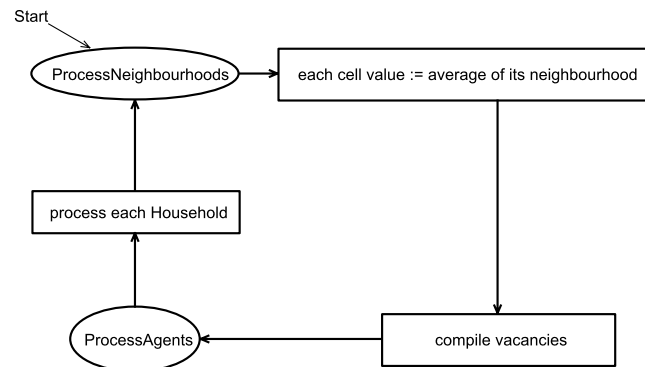 Start
ProcessNeighbourhoods
each cell value := average of its neighbourhood
process each Household
ProcessAgents
compile vacancies